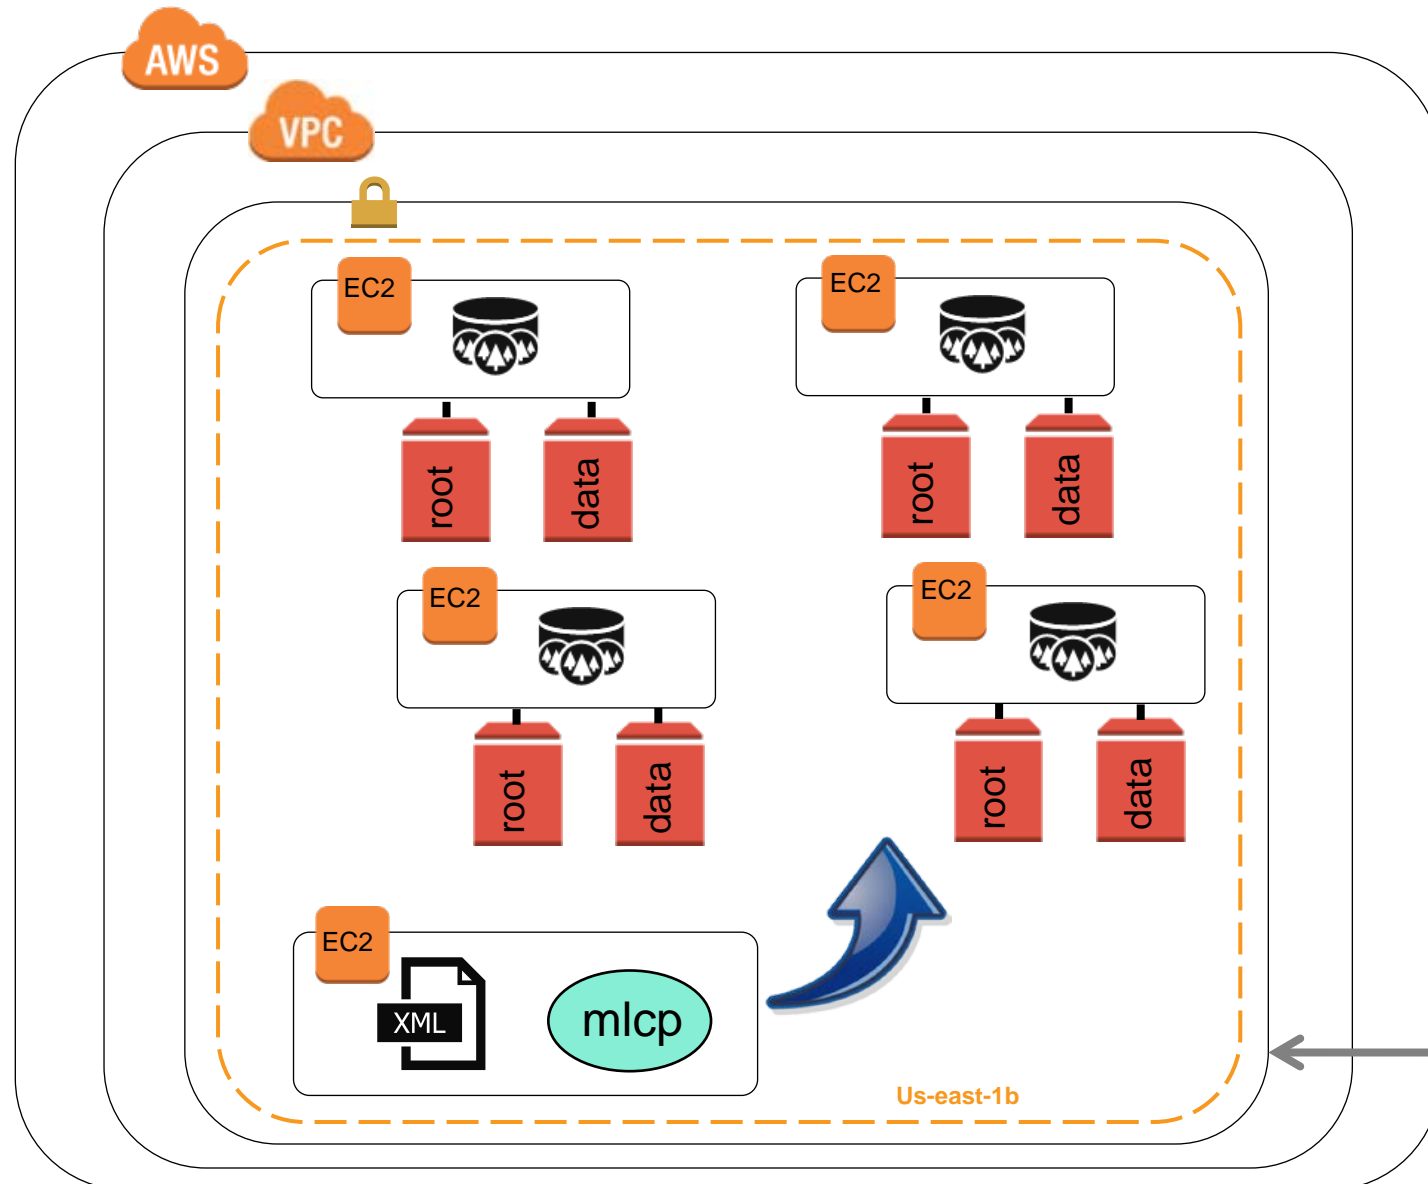 AWS
VPC
EC2
EC2
root
data
root
data
EC2
EC2
root
data
root
data
EC2
XML
mlcp
Us-east-1b